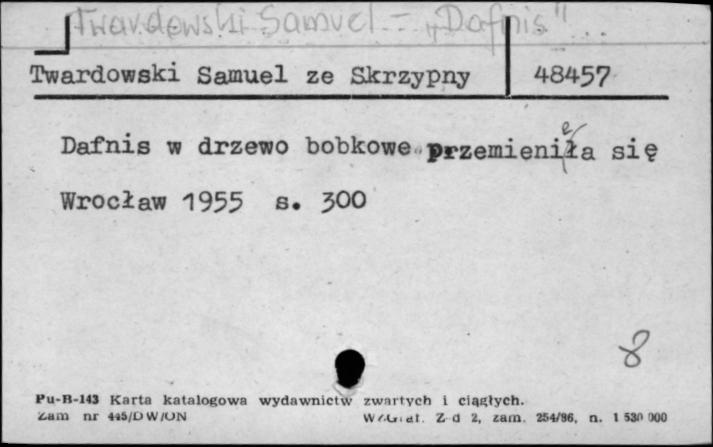 Twardowski Samuel – „Dafnis"
Twardowski Samuel ze Skrzypny 48457
Dafnis w drzewo bobkowe przemieniła się
e
Wrocław 1955 s. 300
8
Pu-B-143 Karta katalogowa wydawnictw zwartych i ciągłych.
Zam nr 445/DW/ON WZGraf. Z-d 2, zam. 254/86, n. 1 530 000